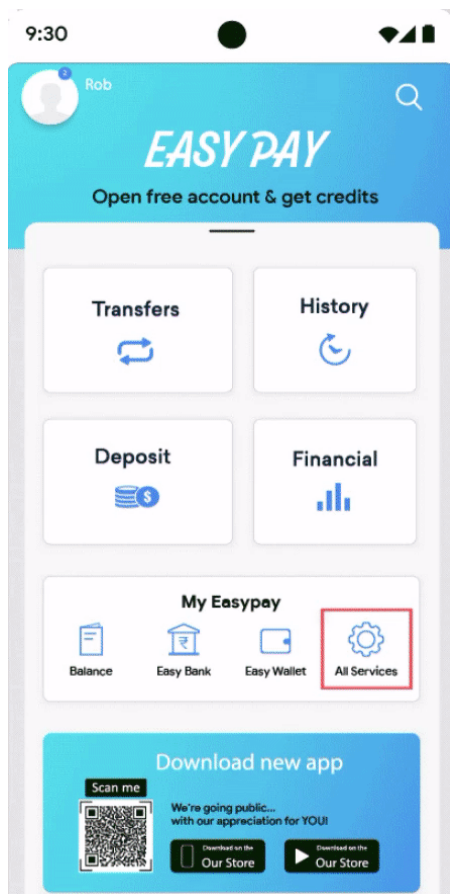 9:30
2
Rob
EASY PAY
Open free account & get credits
Transfers
History
Deposit
$
Financial
My Easypay
₹
Balance
Easy Bank
Easy Wallet
All Services
Download new app
Scan me
We're going public...
with our appreciation for YOU!
Download on the
Our Store
Download on the
Our Store